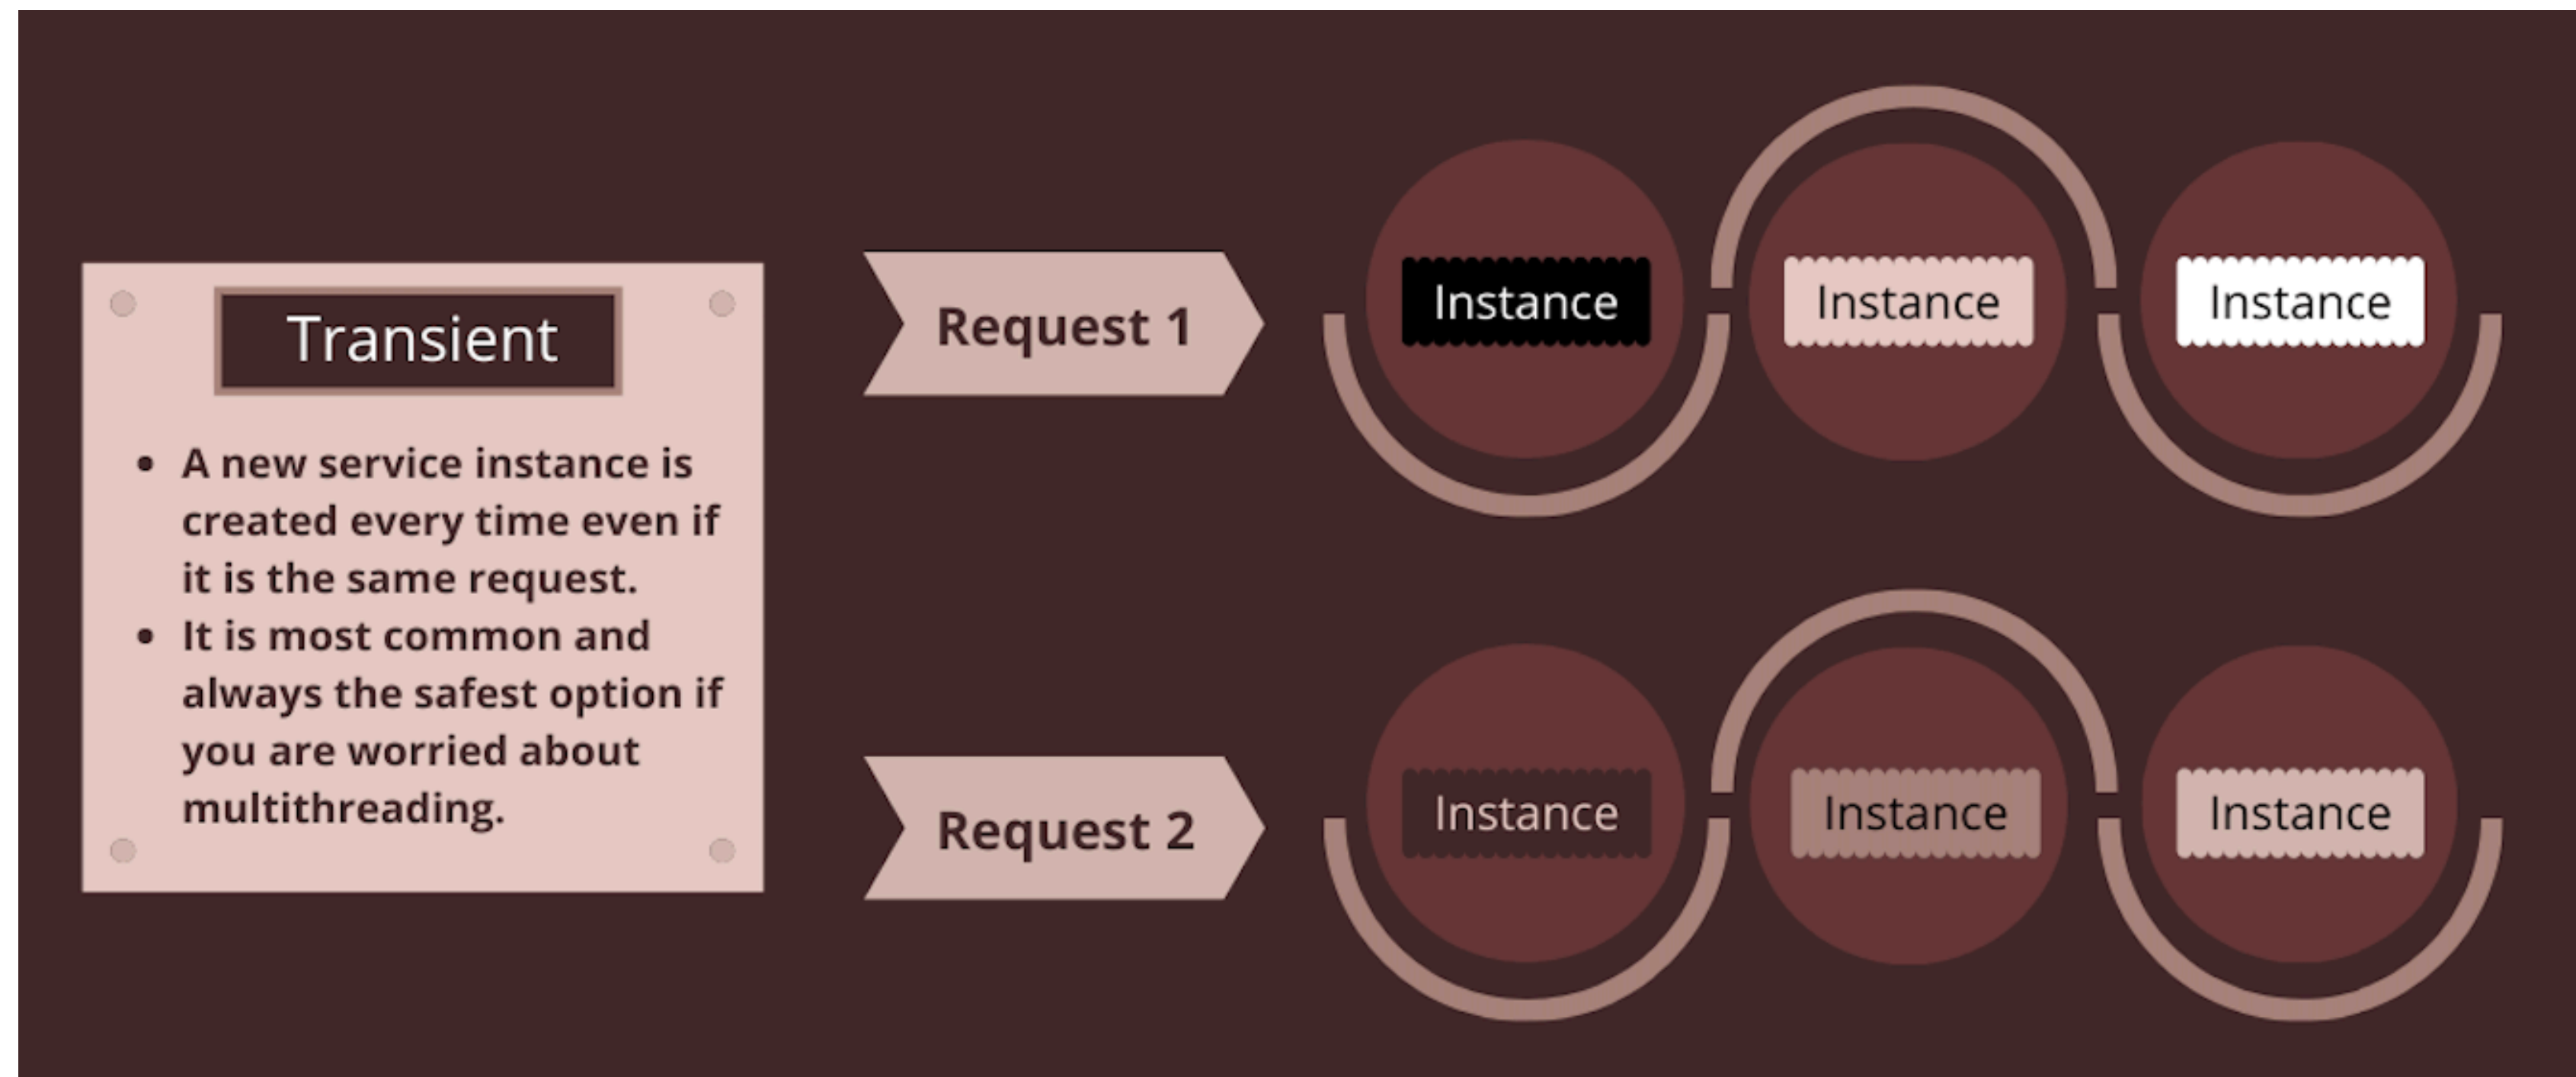 Transient
• A new service instance is
created every time even if
it is the same request.
• It is most common and
always the safest option if
you are worried about
multithreading.
Request 1
Instance
Instance
Instance
Request 2
Instance
Instance
Instance